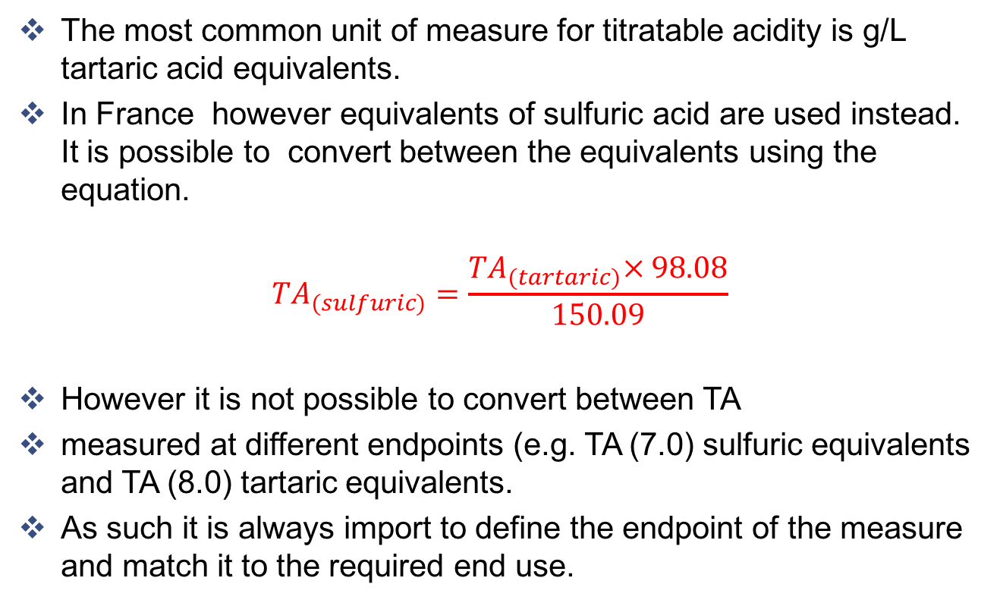 ❖ The most common unit of measure for titratable acidity is g/L
tartaric acid equivalents.
❖ In France  however equivalents of sulfuric acid are used instead.
It is possible to  convert between the equivalents using the
equation.
TA(sulfuric) = TA(tartaric) × 98.08 / 150.09
❖ However it is not possible to convert between TA
❖ measured at different endpoints (e.g. TA (7.0) sulfuric equivalents
and TA (8.0) tartaric equivalents.
❖ As such it is always import to define the endpoint of the measure
and match it to the required end use.